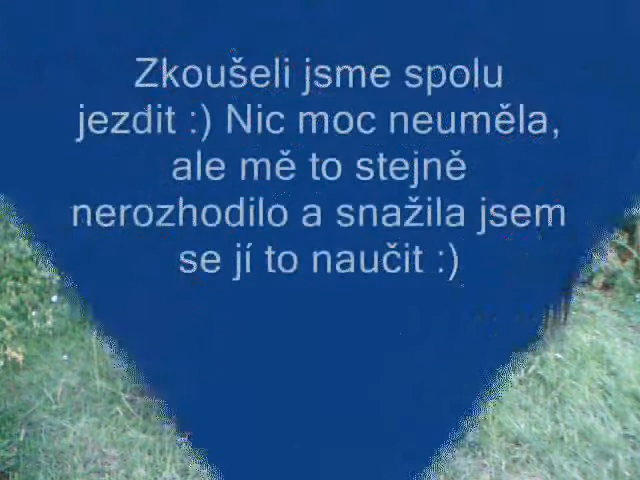 Zkoušeli jsme spolu
jezdit :) Nic moc neuměla,
ale mě to stejně
nerozhodilo a snažila jsem
se jí to naučit :)